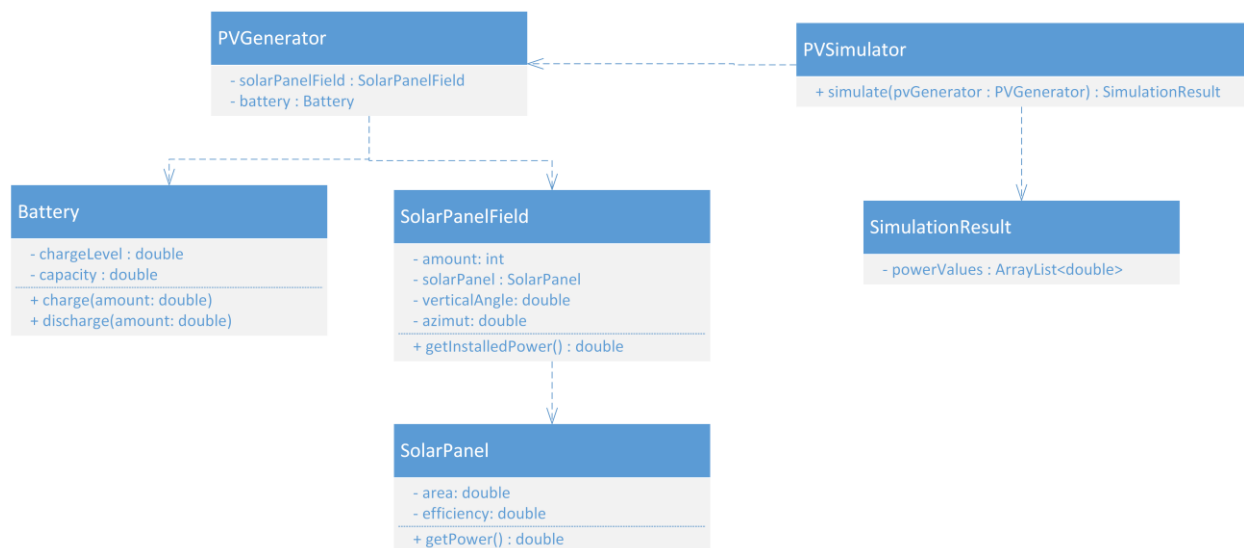 PVGenerator
- solarPanelField : SolarPanelField
- battery : Battery
PVSimulator
+ simulate(pvGenerator : PVGenerator) : SimulationResult
Battery
- chargeLevel : double
- capacity : double
+ charge(amount: double)
+ discharge(amount: double)
SolarPanelField
- amount: int
- solarPanel : SolarPanel
- verticalAngle: double
- azimut: double
+ getInstalledPower() : double
SimulationResult
- powerValues : ArrayList<double>
SolarPanel
- area: double
- efficiency: double
+ getPower() : double